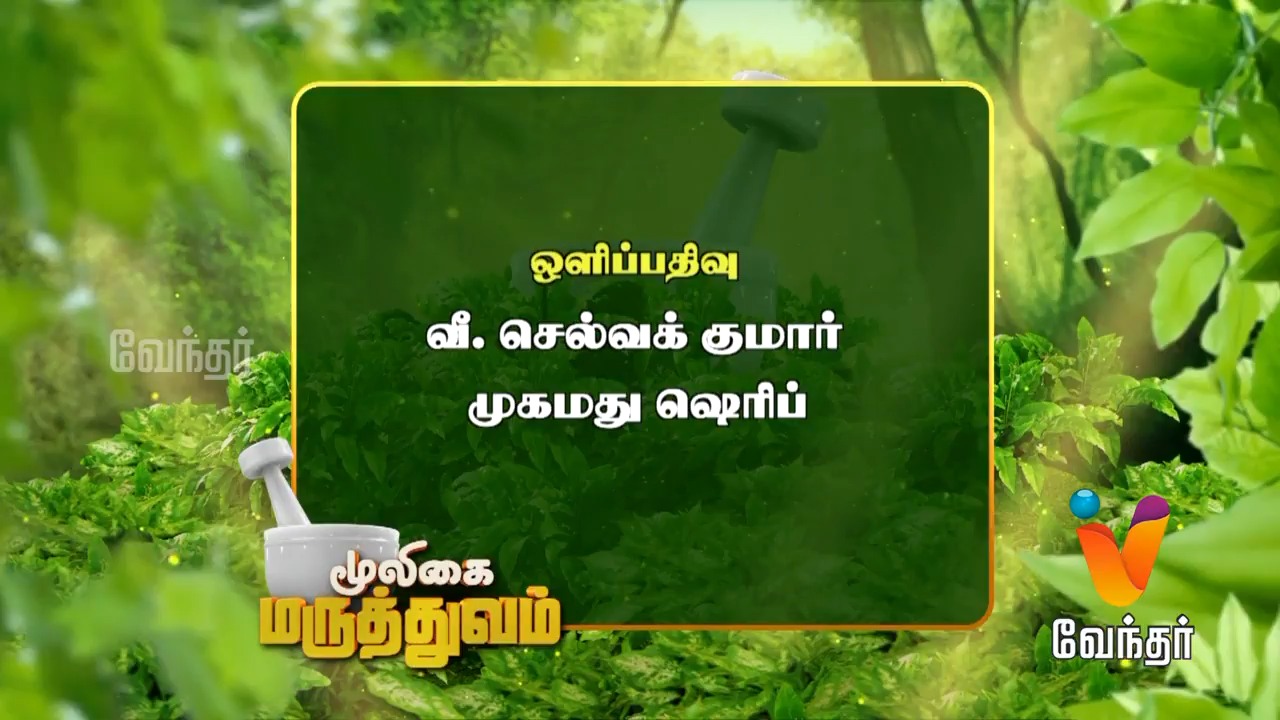 ஒளிப்பதிவு
வீ. செல்வக் குமார்
முகமது ஷெரிப்
வேந்தர்
மூலிகை
மருத்துவம்
வேந்தர்